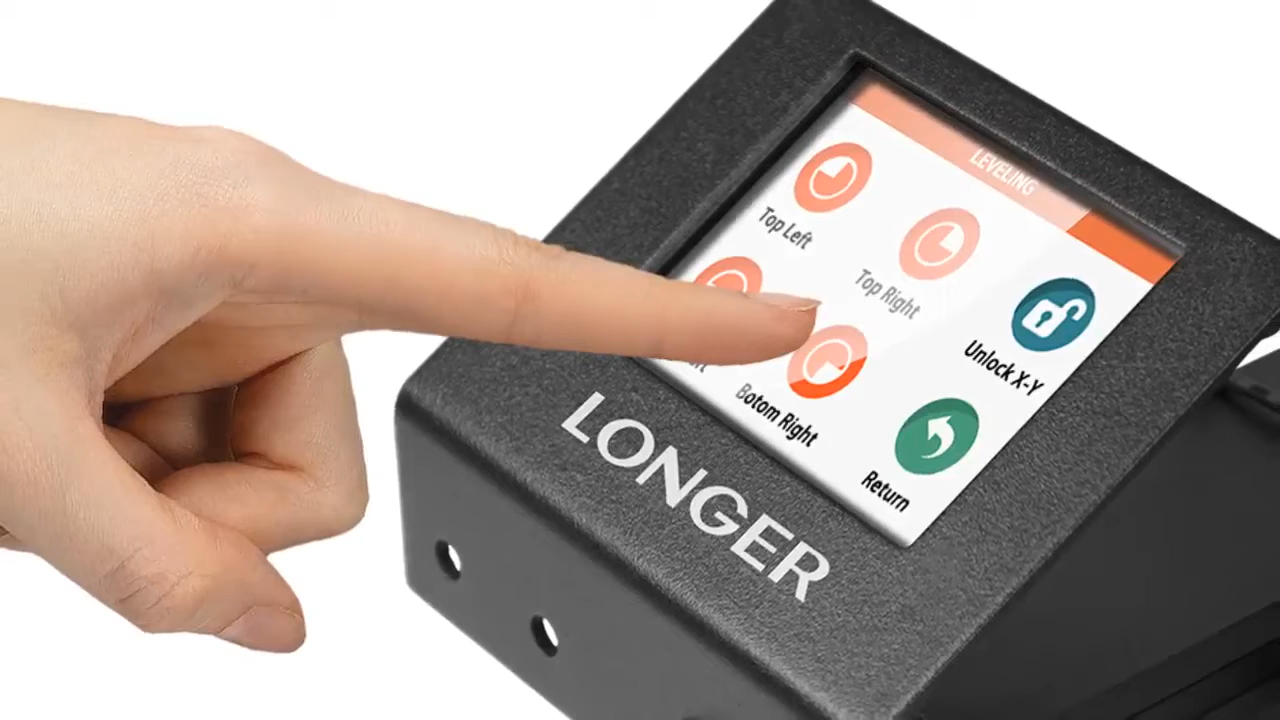 LEVELING
Top Left
Top Right
Unlock X-Y
Botom Right
Return
LONGER